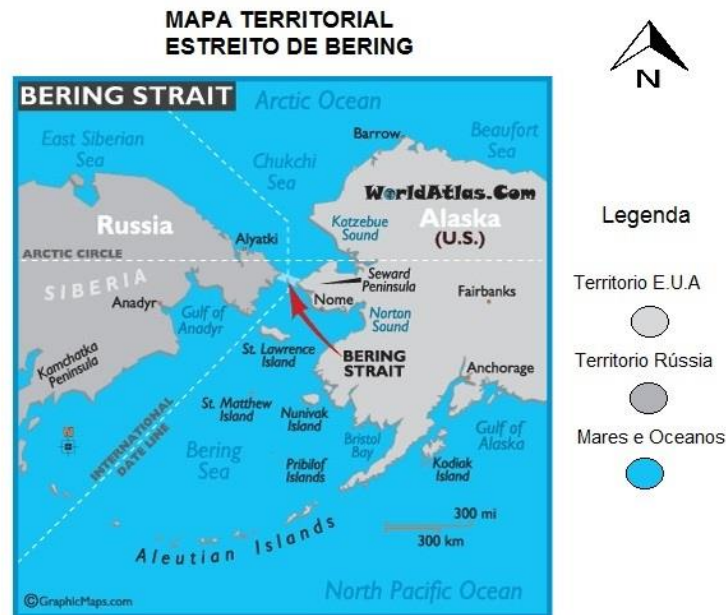 MAPA TERRITORIAL
ESTREITO DE BERING
N
BERING STRAIT
Arctic Ocean
East Siberian
Sea
Chukchi
Sea
Barrow
Beaufort
Sea
WorldAtlas.Com
Russia
Alyatki
Kotzebue
Sound
Alaska
(U.S.)
ARCTIC CIRCLE
SIBERIA
Anadyr
Gulf of
Anadyr
Seward
Peninsula
Nome
Norton
Sound
Fairbanks
Kamchatka
Peninsula
St. Lawrence
Island
BERING
STRAIT
Anchorage
INTERNATIONAL
DATE LINE
St. Matthew
Island
Nunivak
Island
Bering
Sea
Pribilof
Islands
Bristol
Bay
Gulf of
Alaska
Kodiak
Island
300 mi
300 km
Aleutian Islands
©GraphicMaps.com
North Pacific Ocean
Legenda
Territorio E.U.A
Territorio Rússia
Mares e Oceanos